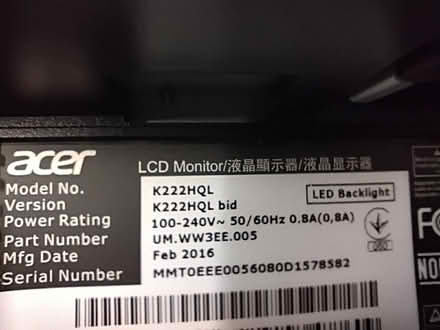 acer LCD Monitor/液晶顯示器/液晶显示器
Model No. K222HQL
LED Backlight
Version K222HQL bid
Power Rating 100-240V~ 50/60Hz 0.8A(0,8A)
Part Number UM.WW3EE.005
Mfg Date Feb 2016
Serial Number MMT0EEE0056080D1578582